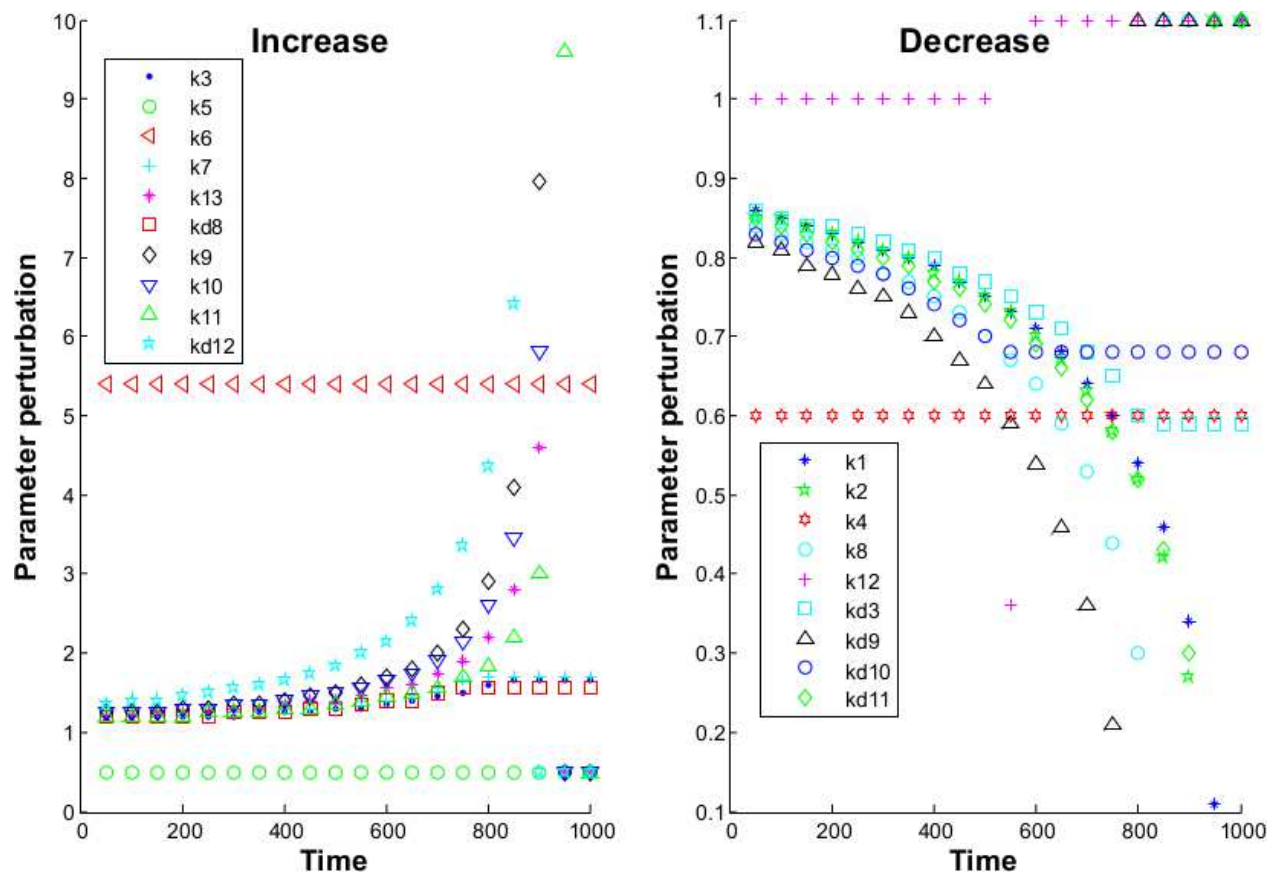 Increase
Parameter perturbation
10
9
8
7
6
5
4
3
2
1
0
k3
k5
k6
k7
k13
kd8
k9
k10
k11
kd12
0
200
400
600
800
1000
Time
Decrease
Parameter perturbation
1.1
1
0.9
0.8
0.7
0.6
0.5
0.4
0.3
0.2
0.1
k1
k2
k4
k8
k12
kd3
kd9
kd10
kd11
0
200
400
600
800
1000
Time